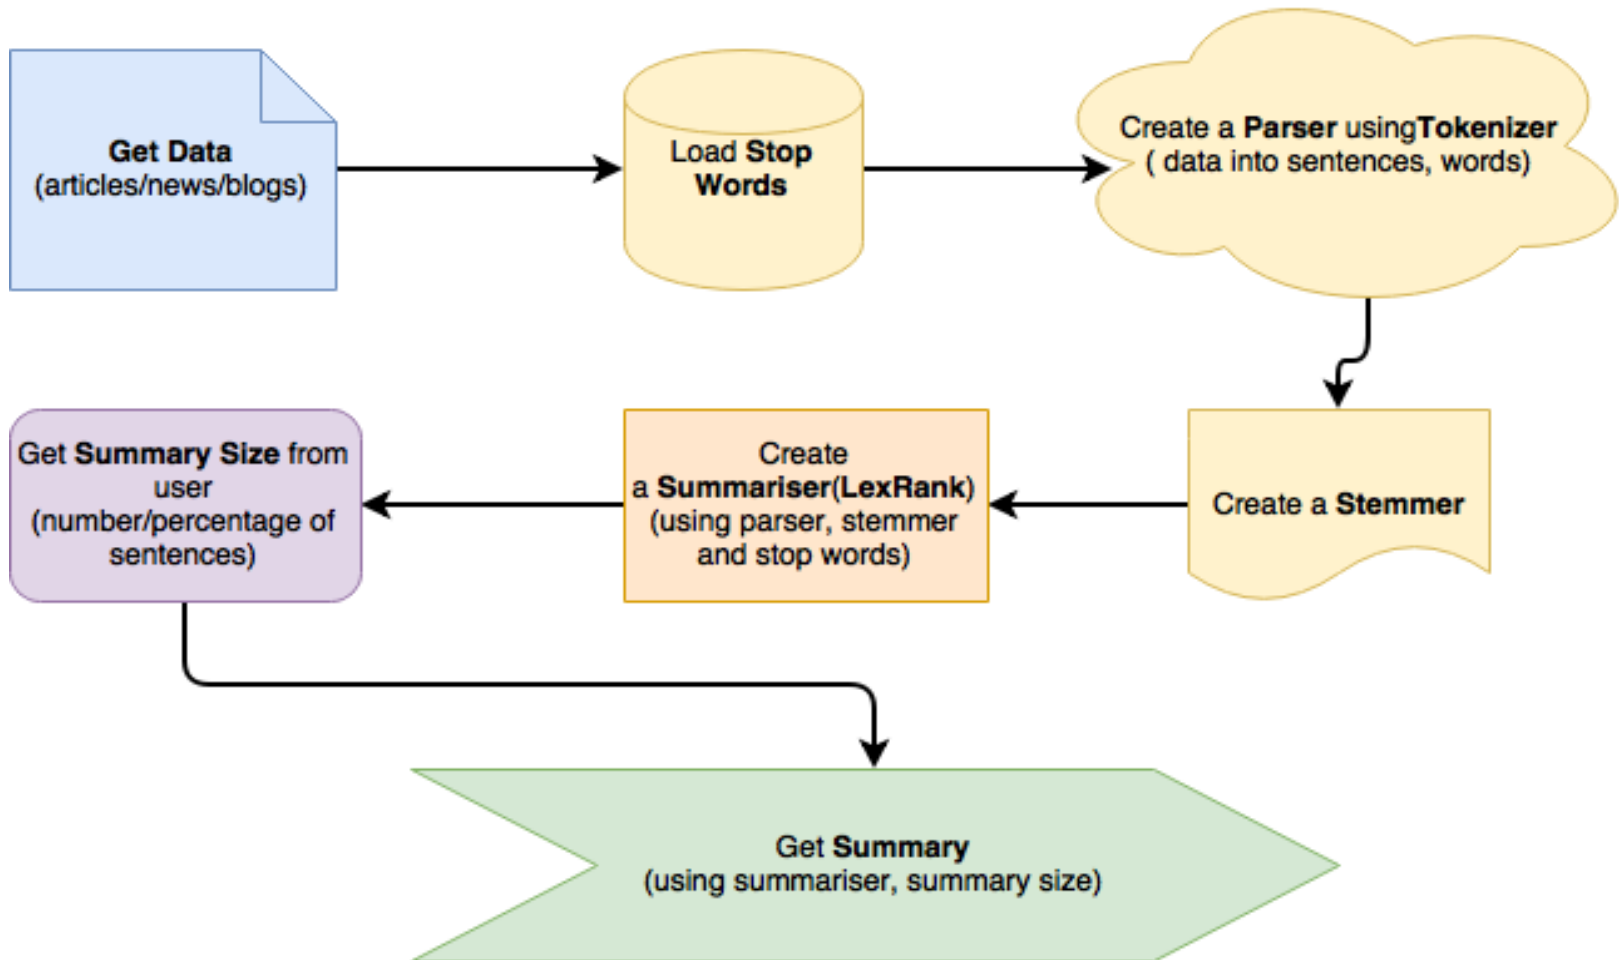 Get Data
(articles/news/blogs)
Load Stop
Words
Create a Parser usingTokenizer
( data into sentences, words)
Create a Stemmer
Create
a Summariser(LexRank)
(using parser, stemmer
and stop words)
Get Summary Size from
user
(number/percentage of
sentences)
Get Summary
(using summariser, summary size)